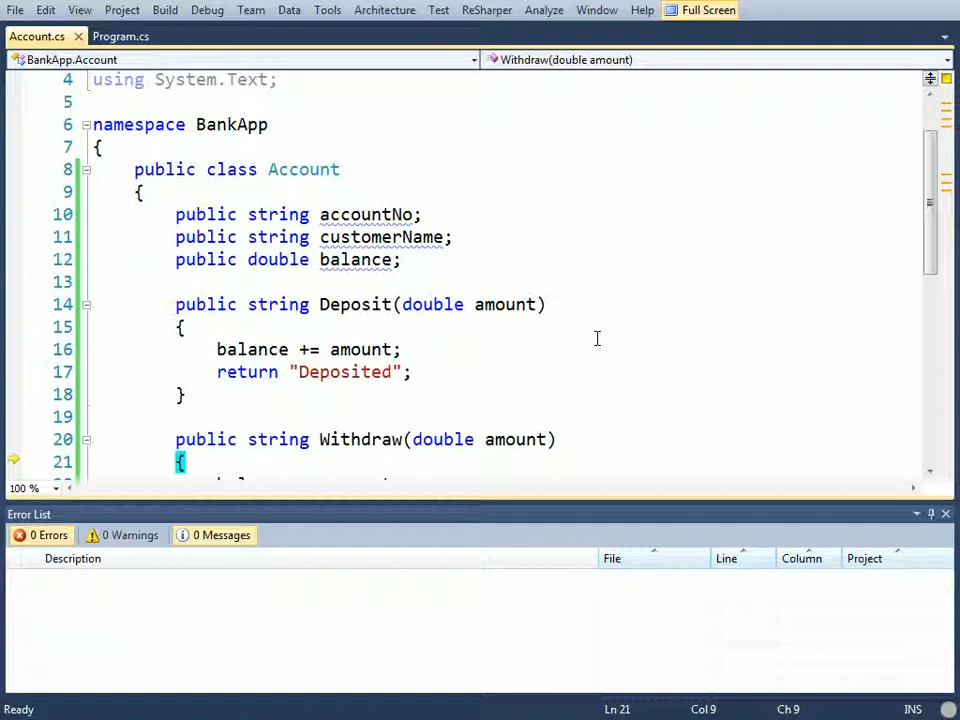 File Edit View Project Build Debug Team Data Tools Architecture Test ReSharper Analyze Window Help Full Screen
Account.cs Program.cs
BankApp.Account Withdraw(double amount)
4 using System.Text;
5
6 namespace BankApp
7 {
8 public class Account
9 {
10 public string accountNo;
11 public string customerName;
12 public double balance;
13
14 public string Deposit(double amount)
15 {
16 balance += amount;
17 return "Deposited";
18 }
19
20 public string Withdraw(double amount)
21 {
100 %
Error List
0 Errors 0 Warnings 0 Messages
Description File Line Column Project
Ready Ln 21 Col 9 Ch 9 INS